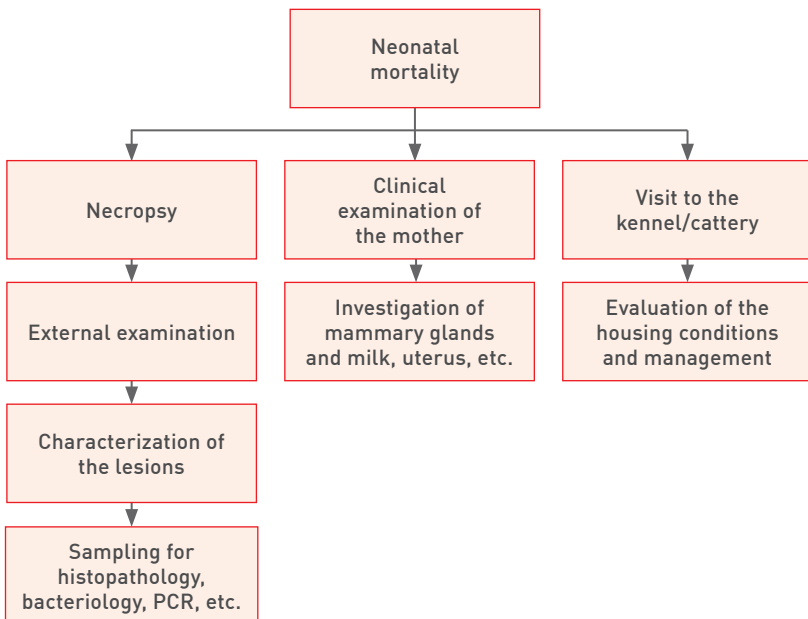 Neonatal
mortality
Necropsy
Clinical
examination of
the mother
Visit to the
kennel/cattery
External examination
Investigation of
mammary glands
and milk, uterus, etc.
Evaluation of the
housing conditions
and management
Characterization of
the lesions
Sampling for
histopathology,
bacteriology, PCR, etc.